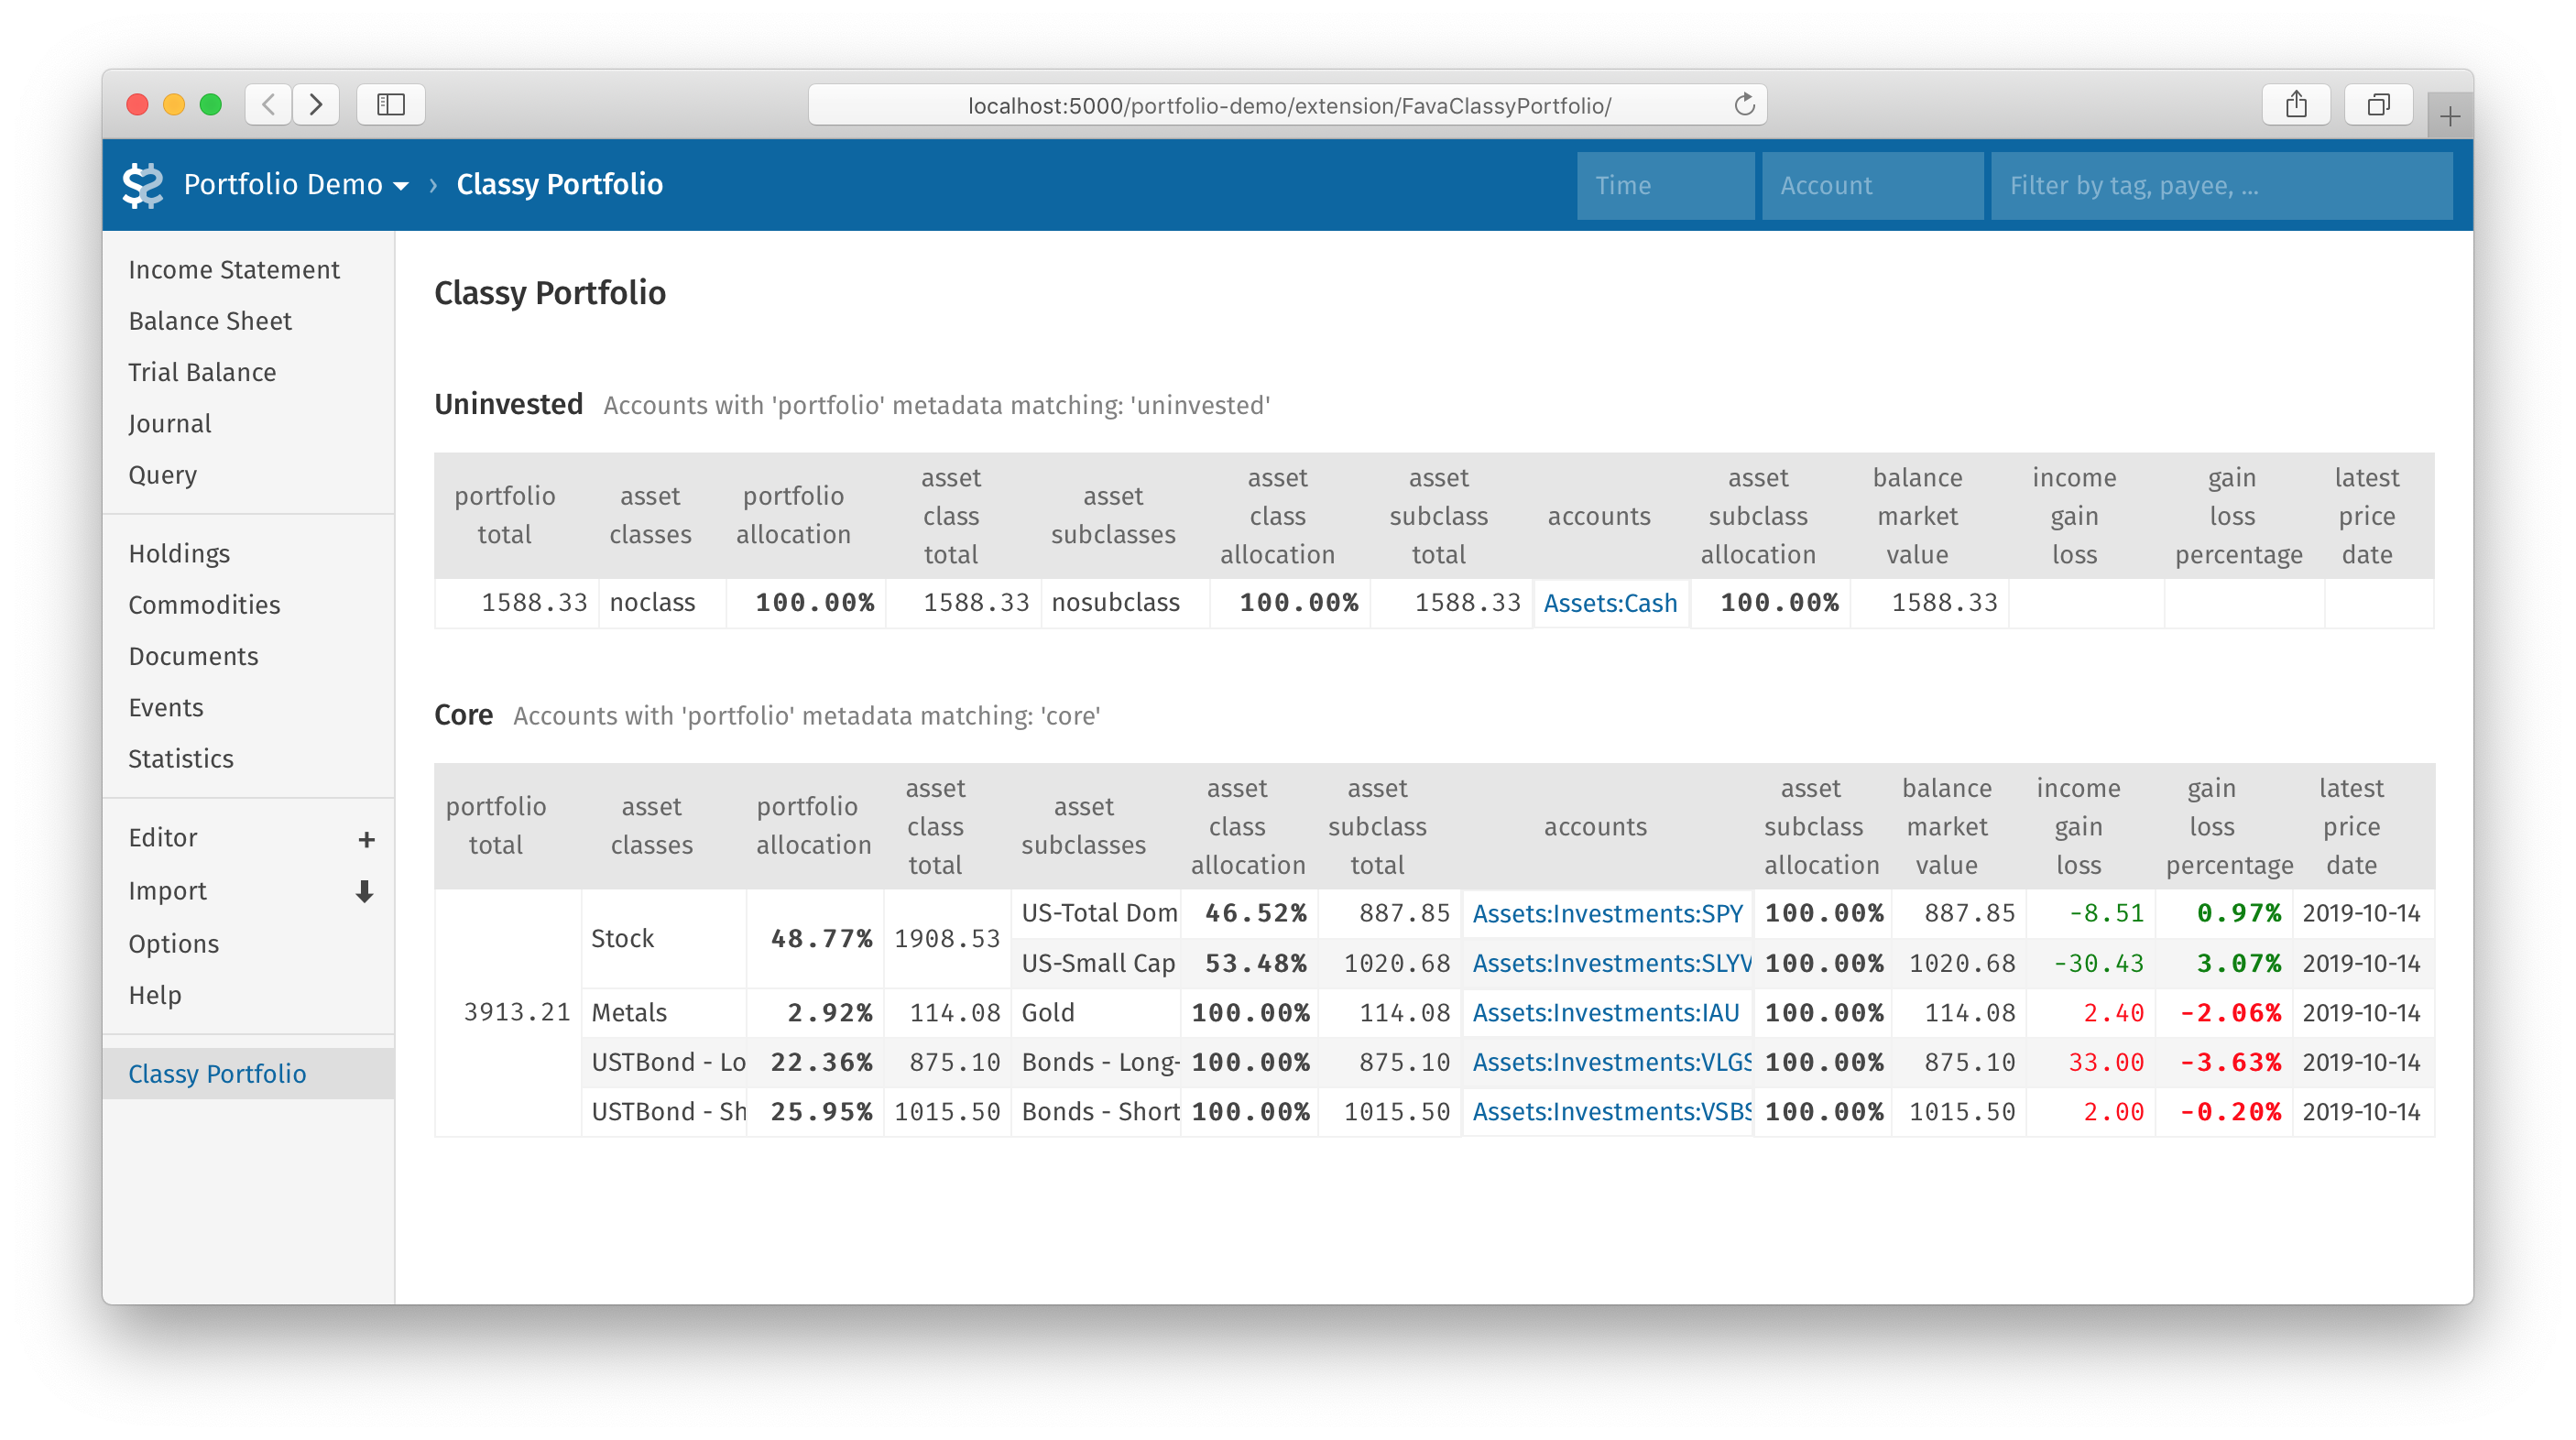 localhost:5000/portfolio-demo/extension/FavaClassyPortfolio/
Portfolio Demo › Classy Portfolio
Time
Account
Filter by tag, payee, ...
Income Statement
Balance Sheet
Trial Balance
Journal
Query
Holdings
Commodities
Documents
Events
Statistics
Editor +
Import
Options
Help
Classy Portfolio
Classy Portfolio
Uninvested Accounts with 'portfolio' metadata matching: 'uninvested'
portfolio total asset classes portfolio allocation asset class total asset subclasses asset class allocation asset subclass total accounts asset subclass allocation balance market value income gain loss gain loss percentage latest price date
1588.33 noclass 100.00% 1588.33 nosubclass 100.00% 1588.33 Assets:Cash 100.00% 1588.33
Core Accounts with 'portfolio' metadata matching: 'core'
portfolio total asset classes portfolio allocation asset class total asset subclasses asset class allocation asset subclass total accounts asset subclass allocation balance market value income gain loss gain loss percentage latest price date
3913.21 Stock 48.77% 1908.53 US-Total Dom 46.52% 887.85 Assets:Investments:SPY 100.00% 887.85 -8.51 0.97% 2019-10-14
US-Small Cap 53.48% 1020.68 Assets:Investments:SLYV 100.00% 1020.68 -30.43 3.07% 2019-10-14
Metals 2.92% 114.08 Gold 100.00% 114.08 Assets:Investments:IAU 100.00% 114.08 2.40 -2.06% 2019-10-14
USTBond - Lo 22.36% 875.10 Bonds - Long- 100.00% 875.10 Assets:Investments:VLGS 100.00% 875.10 33.00 -3.63% 2019-10-14
USTBond - Sh 25.95% 1015.50 Bonds - Short 100.00% 1015.50 Assets:Investments:VSBS 100.00% 1015.50 2.00 -0.20% 2019-10-14